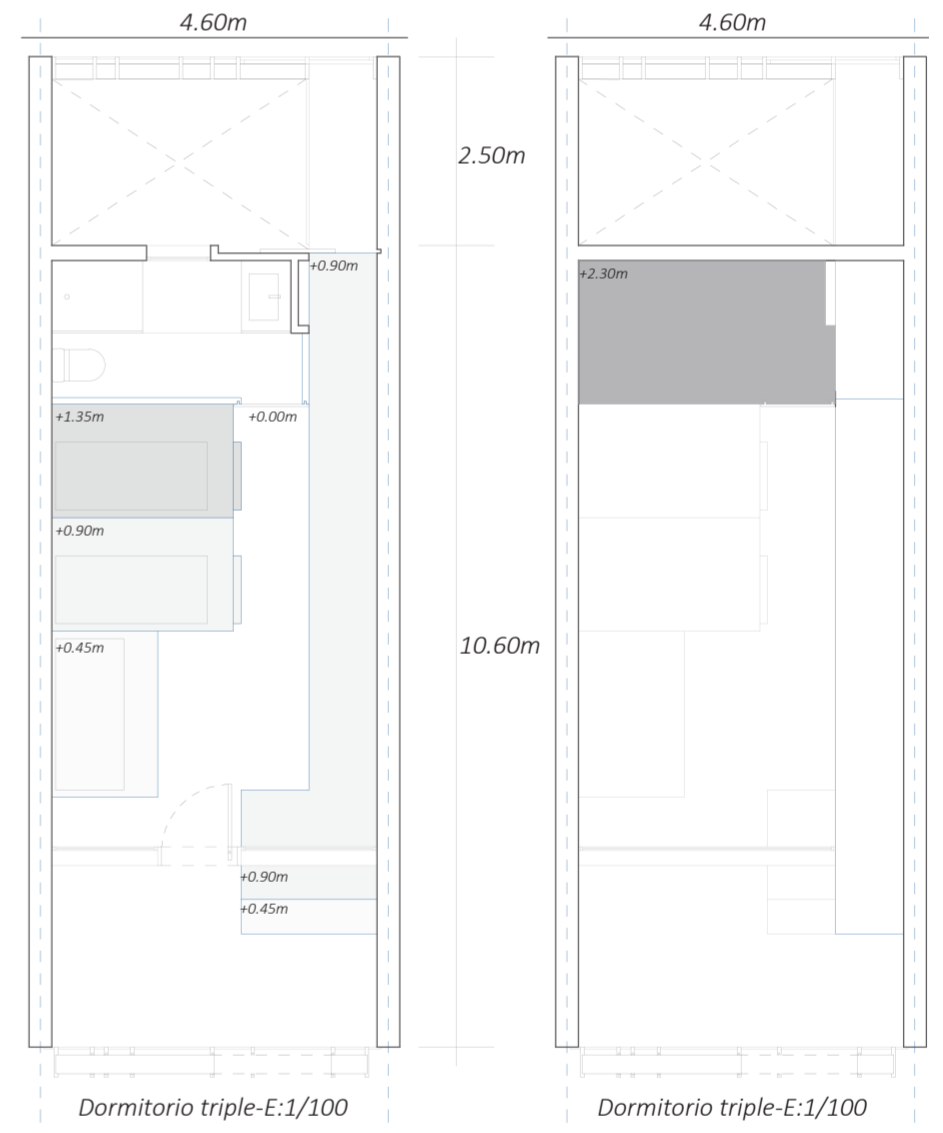 4.60m
4.60m
2.50m
+0.90m
+2.30m
+1.35m
+0.00m
+0.90m
+0.45m
10.60m
+0.90m
+0.45m
Dormitorio triple-E:1/100
Dormitorio triple-E:1/100